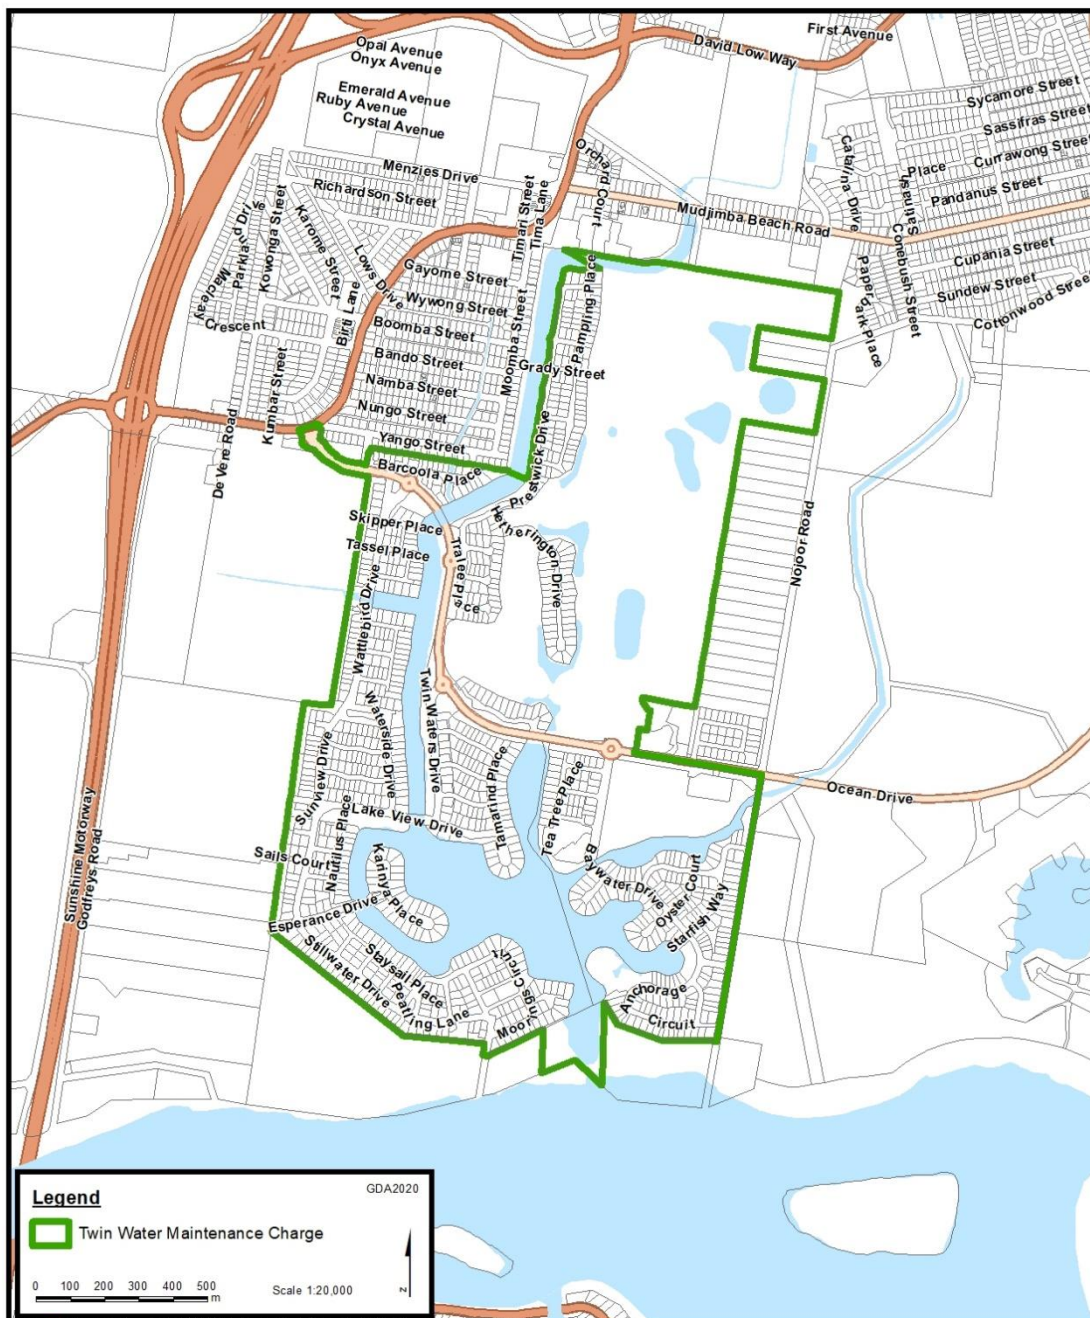 First Avenue
David Low Way
Opal Avenue
Onyx Avenue
Emerald Avenue
Ruby Avenue
Crystal Avenue
Sycamore Street
Sassifras Street
Currawong Street
Place
Pandanus Street
Catalina Drive
Saltash
Orchard Court
Menzies Drive
Richardson Street
Mudjimba Beach Road
Timari Street
Tima Lane
Conebush Street
Cupania Street
Sundew Street
Cottonwood Street
Paperbark Place
Parkland Drive
Kowonga Street
Karrome Street
Lows Drive
Macleay
Crescent
Birti Lane
Gayome Street
Wywong Street
Boomba Street
Bando Street
Namba Street
Nungo Street
Yango Street
Moomba Street
Pampling Place
Grady Street
Kumbar Street
De Vere Road
Barcoola Place
Prestwick Drive
Skipper Place
Tassel Place
Hetherington Drive
Tralee Place
Nojoor Road
Wattlebird Drive
Waterside Drive
Twin Waters Drive
Sunview Drive
Tamarind Place
Tea Tree Place
Ocean Drive
Lake View Drive
Nautilus Place
Sails Court
Karinya Place
Baywater Drive
Oyster Court
Starfish Way
Esperance Drive
Stillwater Drive
Staysail Place
Peatling Lane
Moorings Circuit
Anchorage
Circuit
Sunshine Motorway
Godfreys Road
Legend
GDA2020
Twin Water Maintenance Charge
0 100 200 300 400 500
m
Scale 1:20,000
z